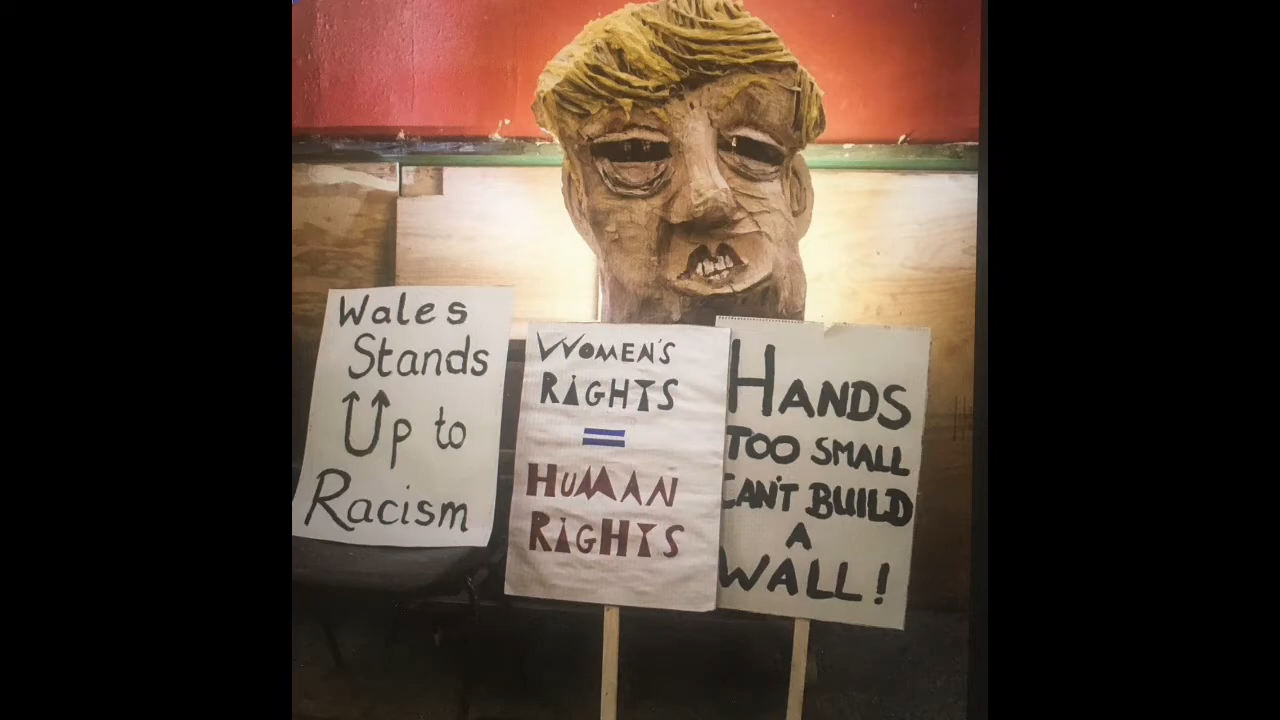 Wales
Stands
Up to
Racism
WOMEN'S
RiGHTS
=
HUMAN
RiGHTS
HANDS
TOO SMALL
CAN'T BUILD
A
WALL!